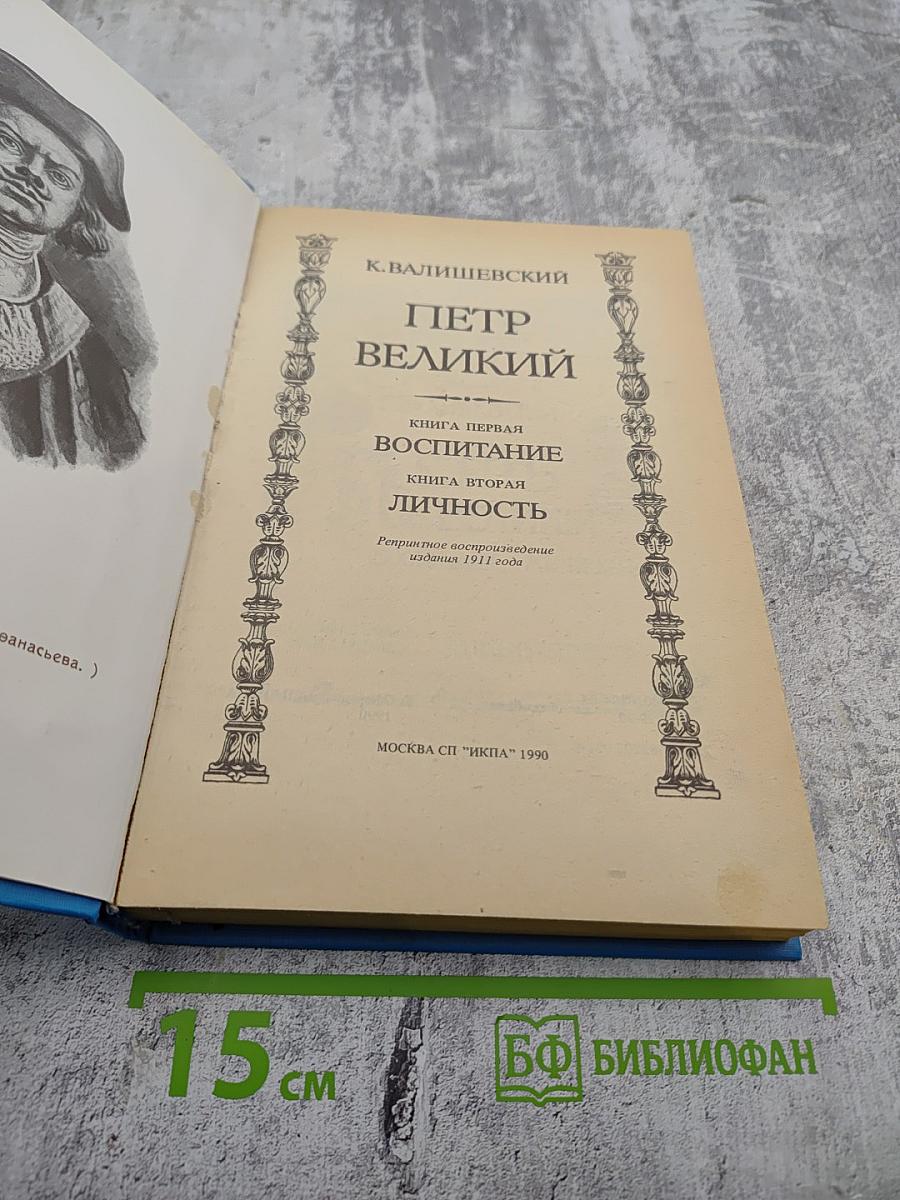 К. ВАЛИШЕВСКИЙ
ПЕТР
ВЕЛИКИЙ
КНИГА ПЕРВАЯ
ВОСПИТАНИЕ
КНИГА ВТОРАЯ
ЛИЧНОСТЬ
Репринтное воспроизведение
издания 1911 года
МОСКВА СП "ИКПА" 1990
ѳанасьева. )
15 см
БФ БИБЛИОФАН